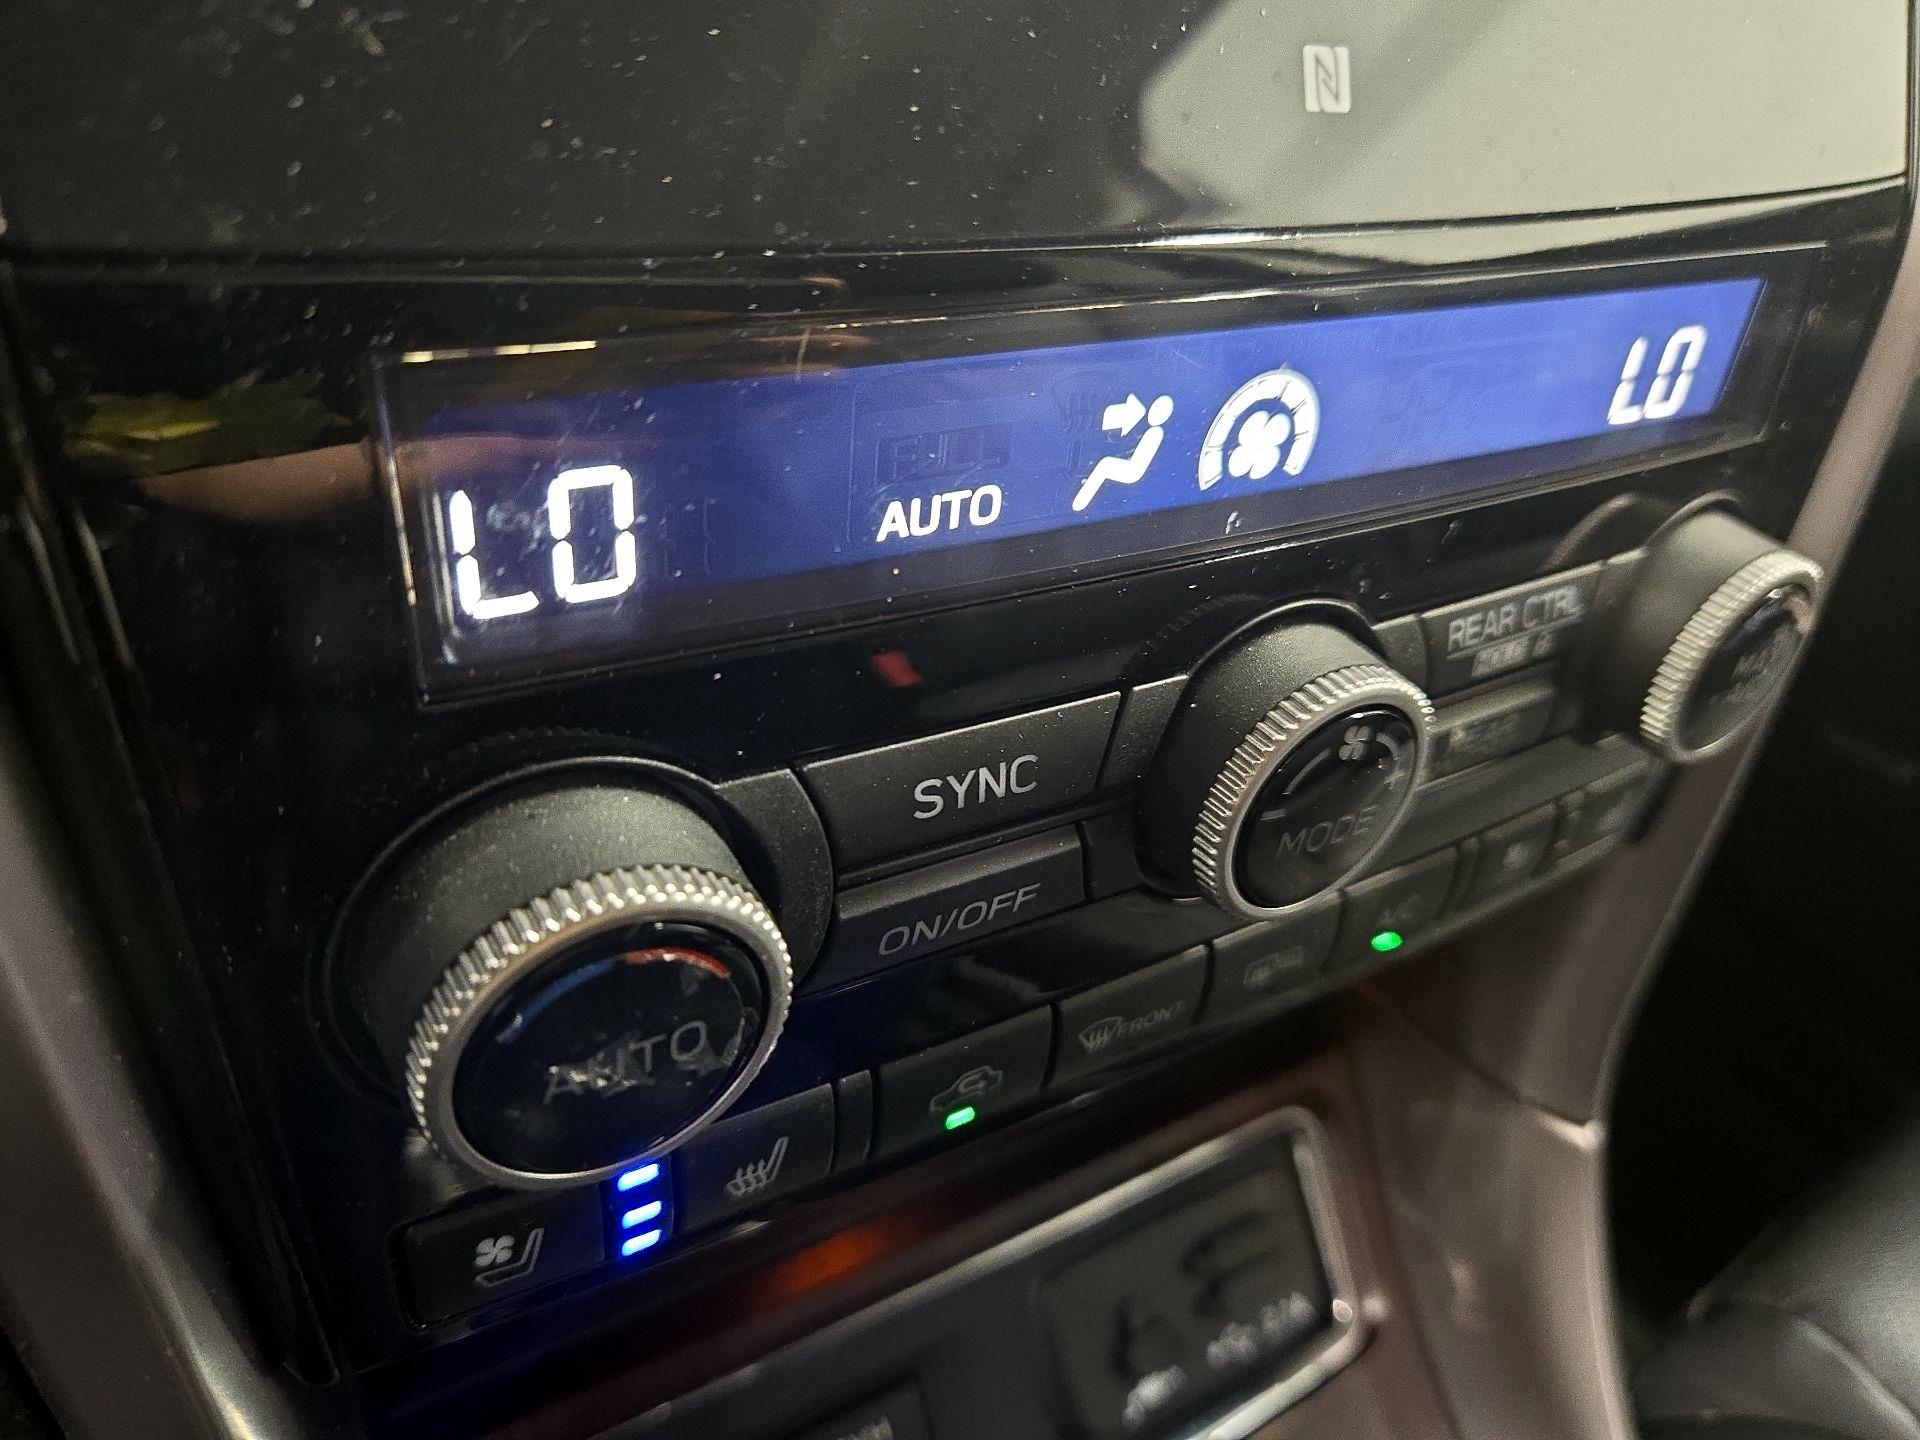 LO
AUTO
LO
SYNC
ON/OFF
REAR CTRL
MODE
AUTO
FRONT
A/C